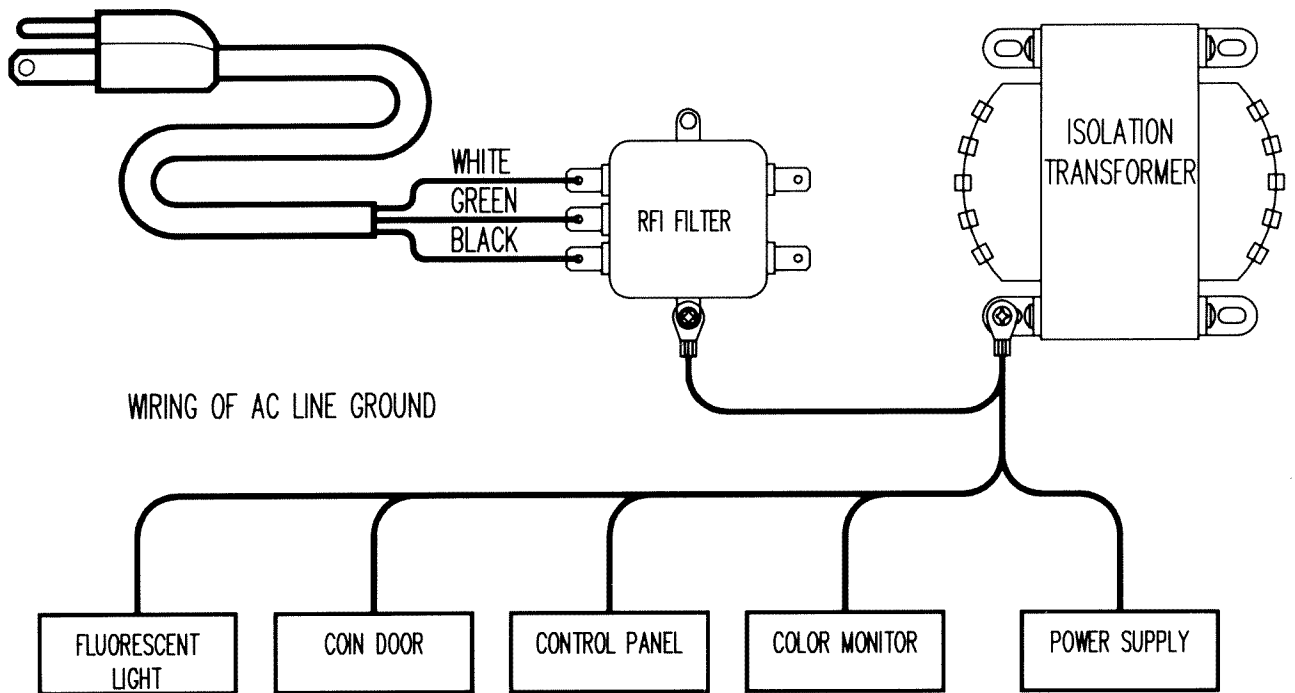 WHITE
GREEN
BLACK
RFI FILTER
ISOLATION
TRANSFORMER
WIRING OF AC LINE GROUND
FLUORESCENT
LIGHT
COIN DOOR
CONTROL PANEL
COLOR MONITOR
POWER SUPPLY